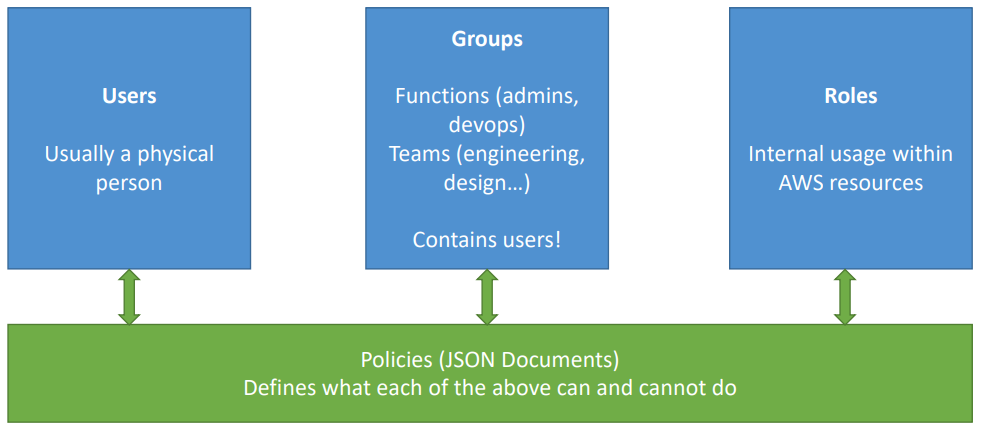 Users
Usually a physical
person
Groups
Functions (admins,
devops)
Teams (engineering,
design…)
Contains users!
Roles
Internal usage within
AWS resources
Policies (JSON Documents)
Defines what each of the above can and cannot do